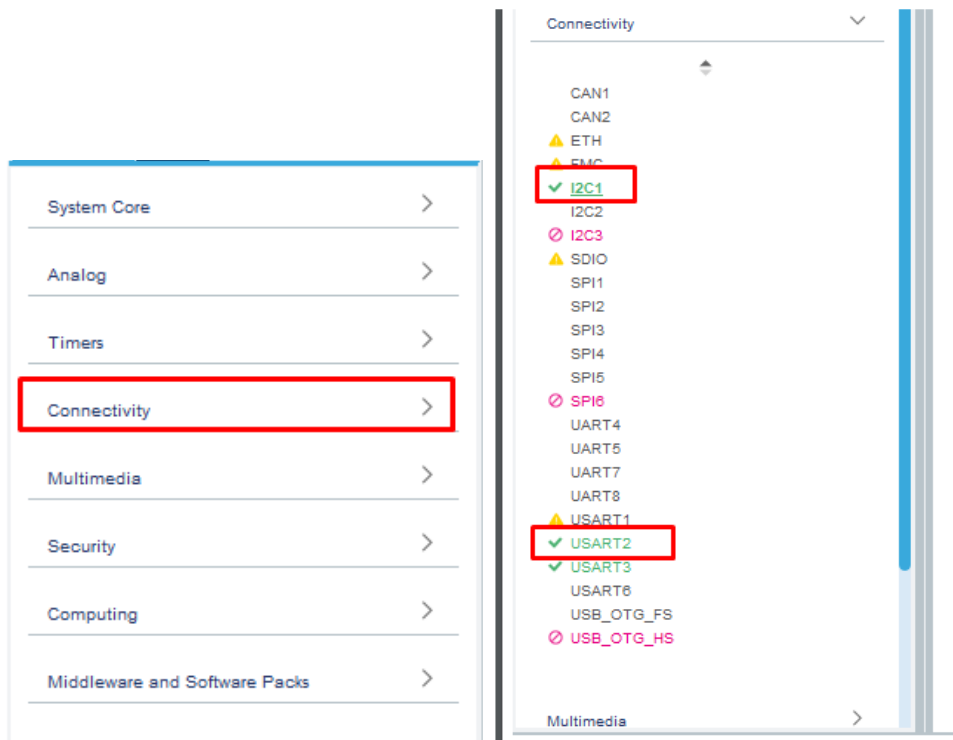 System Core
Analog
Timers
Connectivity
Multimedia
Security
Computing
Middleware and Software Packs
Connectivity
CAN1
CAN2
ETH
FMC
I2C1
I2C2
I2C3
SDIO
SPI1
SPI2
SPI3
SPI4
SPI5
SPI6
UART4
UART5
UART7
UART8
USART1
USART2
USART3
USART6
USB_OTG_FS
USB_OTG_HS
Multimedia